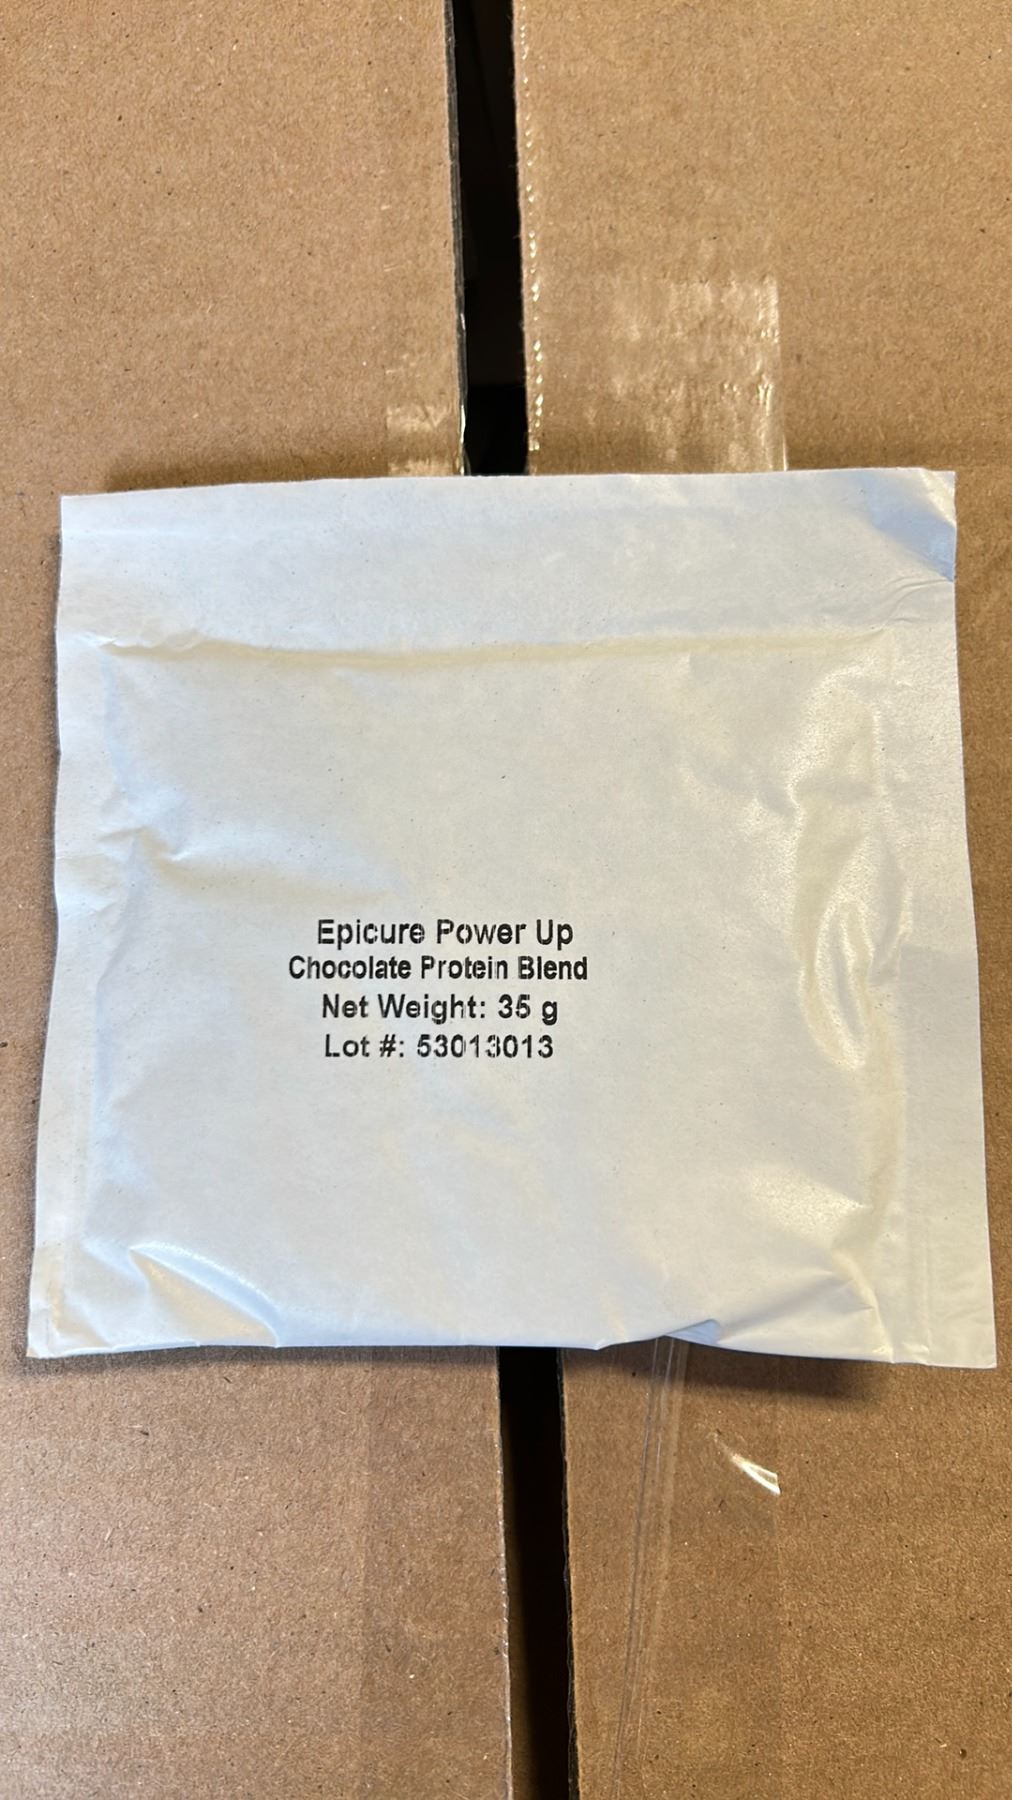 Epicure Power Up
Chocolate Protein Blend
Net Weight: 35 g
Lot #: 53013013